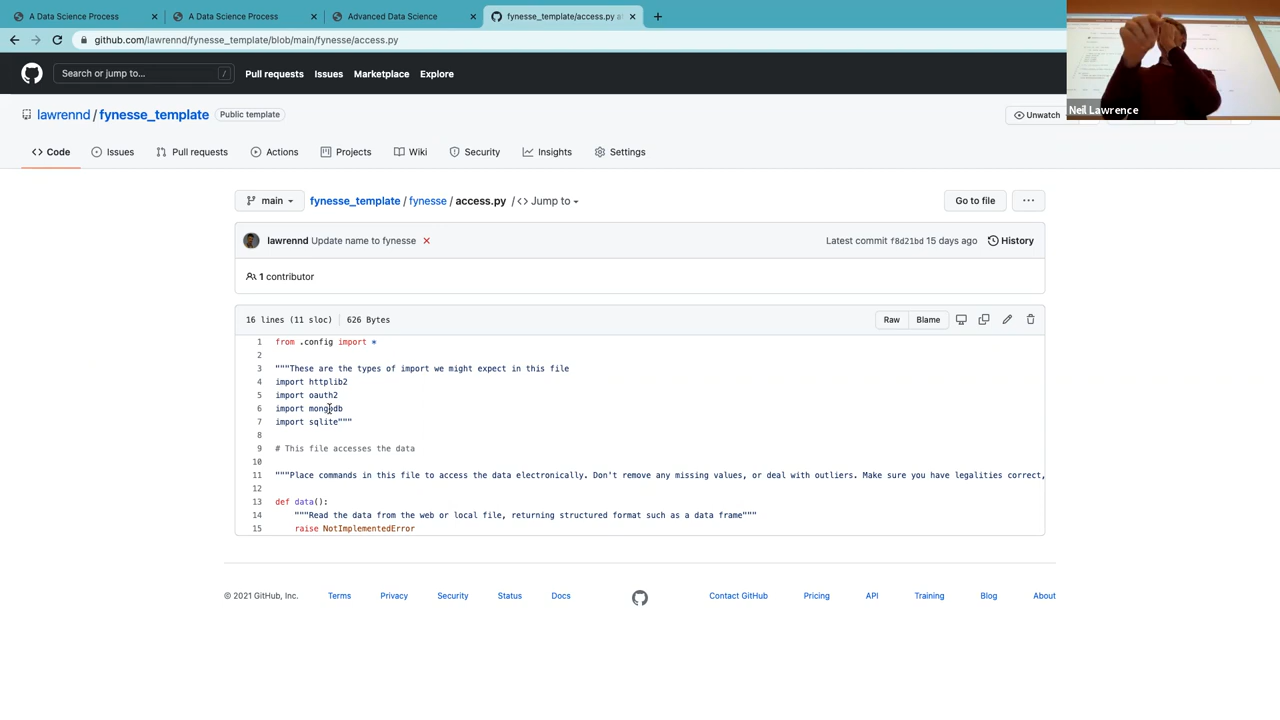 A Data Science Process
A Data Science Process
Advanced Data Science
fynesse_template/access.py a
github.com/lawrennd/fynesse_template/blob/main/fynesse/access.py
Search or jump to...
/
Pull requests
Issues
Marketplace
Explore
Neil Lawrence
lawrennd / fynesse_template
Public template
Unwatch
Code
Issues
Pull requests
Actions
Projects
Wiki
Security
Insights
Settings
main
fynesse_template / fynesse / access.py / <> Jump to
Go to file
...
lawrennd Update name to fynesse
Latest commit f8d21bd 15 days ago
History
1 contributor
16 lines (11 sloc) 626 Bytes
Raw
Blame
1 from .config import *
2
3 """These are the types of import we might expect in this file
4 import httplib2
5 import oauth2
6 import mongodb
7 import sqlite"""
8
9 # This file accesses the data
10
11 """Place commands in this file to access the data electronically. Don't remove any missing values, or deal with outliers. Make sure you have legalities correct,
12
13 def data():
14 """Read the data from the web or local file, returning structured format such as a data frame"""
15 raise NotImplementedError
© 2021 GitHub, Inc.
Terms
Privacy
Security
Status
Docs
Contact GitHub
Pricing
API
Training
Blog
About